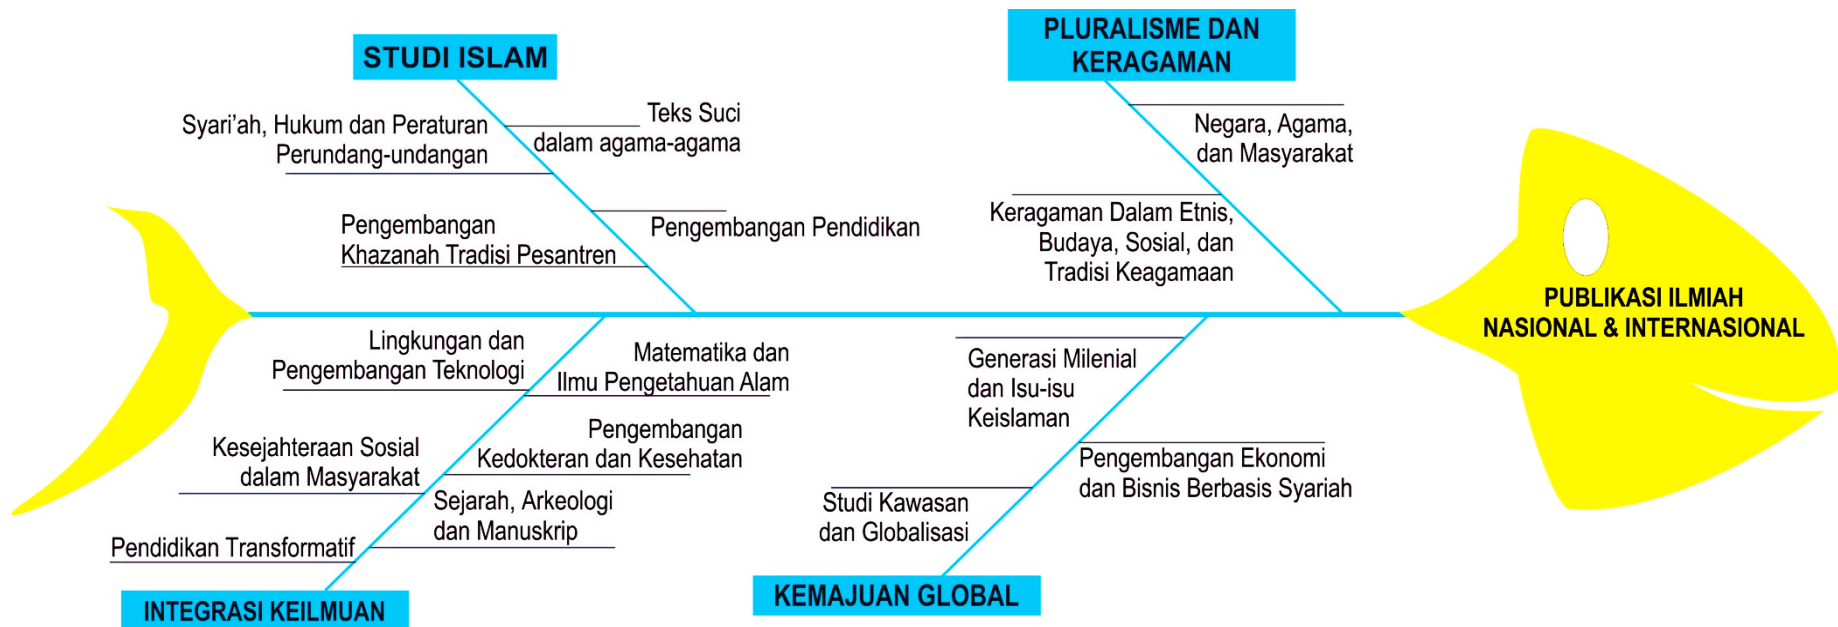 STUDI ISLAM
Teks Suci
dalam agama-agama
Syari'ah, Hukum dan Peraturan
Perundang-undangan
Pengembangan Pendidikan
Pengembangan
Khazanah Tradisi Pesantren
PLURALISME DAN
KERAGAMAN
Negara, Agama,
dan Masyarakat
Keragaman Dalam Etnis,
Budaya, Sosial, dan
Tradisi Keagamaan
PUBLIKASI ILMIAH
NASIONAL & INTERNASIONAL
Lingkungan dan
Pengembangan Teknologi
Matematika dan
Ilmu Pengetahuan Alam
Pengembangan
Kedokteran dan Kesehatan
Kesejahteraan Sosial
dalam Masyarakat
Sejarah, Arkeologi
dan Manuskrip
Pendidikan Transformatif
INTEGRASI KEILMUAN
Generasi Milenial
dan Isu-isu
Keislaman
Pengembangan Ekonomi
dan Bisnis Berbasis Syariah
Studi Kawasan
dan Globalisasi
KEMAJUAN GLOBAL